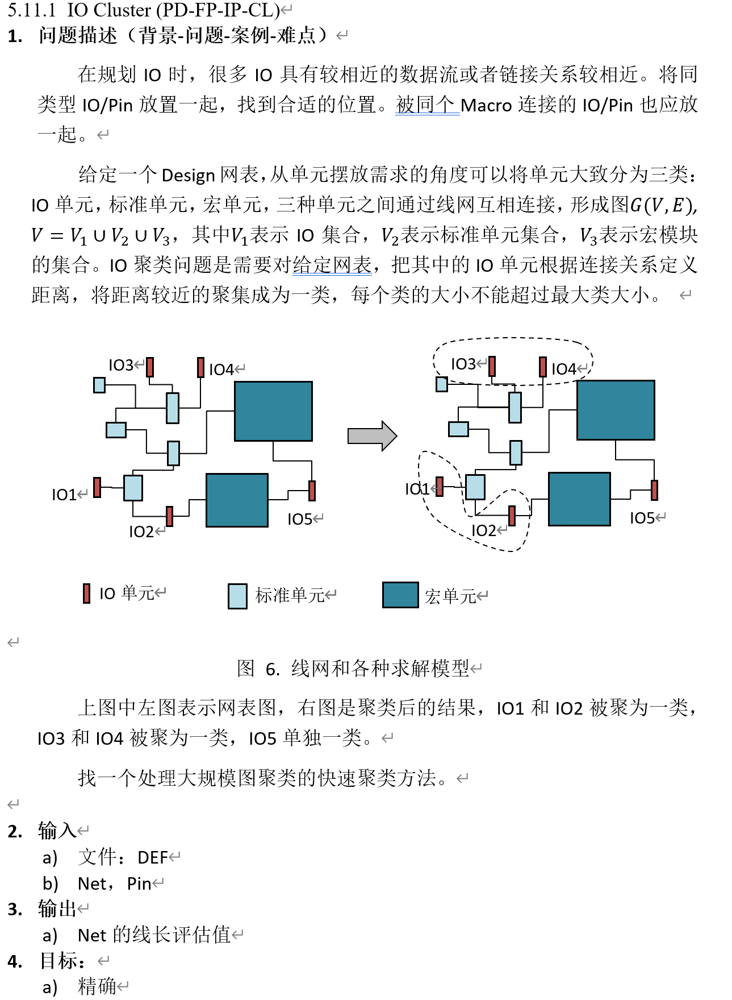 5.11.1 IO Cluster (PD-FP-IP-CL)
1. 问题描述（背景-问题-案例-难点）
在规划 IO 时，很多 IO 具有较相近的数据流或者链接关系较相近。将同
类型 IO/Pin 放置一起，找到合适的位置。被同个 Macro 连接的 IO/Pin 也应放
一起。
给定一个 Design 网表，从单元摆放需求的角度可以将单元大致分为三类：
IO 单元，标准单元，宏单元，三种单元之间通过线网互相连接，形成图G(V,E),
V = V₁ ∪ V₂ ∪ V₃，其中V₁表示 IO 集合，V₂表示标准单元集合，V₃表示宏模块
的集合。IO 聚类问题是需要对给定网表，把其中的 IO 单元根据连接关系定义
距离，将距离较近的聚集成为一类，每个类的大小不能超过最大类大小。
IO3
IO4
IO1
IO2
IO5
IO3
IO4
IO1
IO2
IO5
IO 单元
标准单元
宏单元
图 6. 线网和各种求解模型
上图中左图表示网表图，右图是聚类后的结果，IO1 和 IO2 被聚为一类，
IO3 和 IO4 被聚为一类，IO5 单独一类。
找一个处理大规模图聚类的快速聚类方法。
2. 输入
a) 文件：DEF
b) Net，Pin
3. 输出
a) Net 的线长评估值
4. 目标：
a) 精确